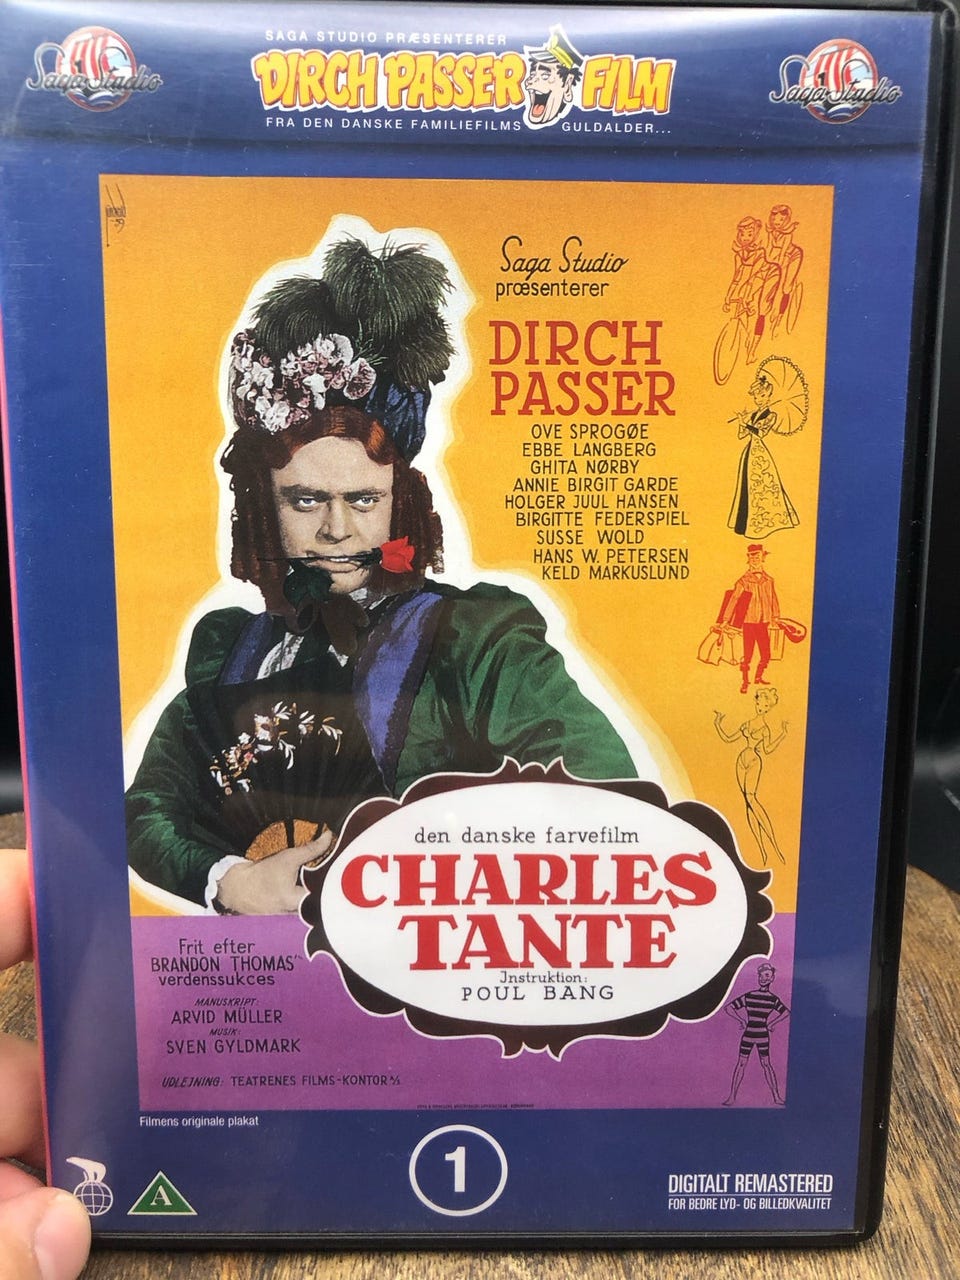 SAGA STUDIO PRÆSENTERER
DIRCH PASSER FILM
FRA DEN DANSKE FAMILIEFILMS GULDALDER...
Saga Studio
Saga Studio
Saga Studio
præsenterer
DIRCH
PASSER
OVE SPROGØE
EBBE LANGBERG
GHITA NØRBY
ANNIE BIRGIT GARDE
HOLGER JUUL HANSEN
BIRGITTE FEDERSPIEL
SUSSE WOLD
HANS W. PETERSEN
KELD MARKUSLUND
den danske farvefilm
CHARLES
TANTE
Instruktion:
POUL BANG
Frit efter
BRANDON THOMAS'
verdenssukces
MANUSKRIPT:
ARVID MÜLLER
MUSIK:
SVEN GYLDMARK
UDLEJNING: TEATRENES FILMS-KONTOR A/S
Filmens originale plakat
A
1
DIGITALT REMASTERED
FOR BEDRE LYD- OG BILLEDKVALITET